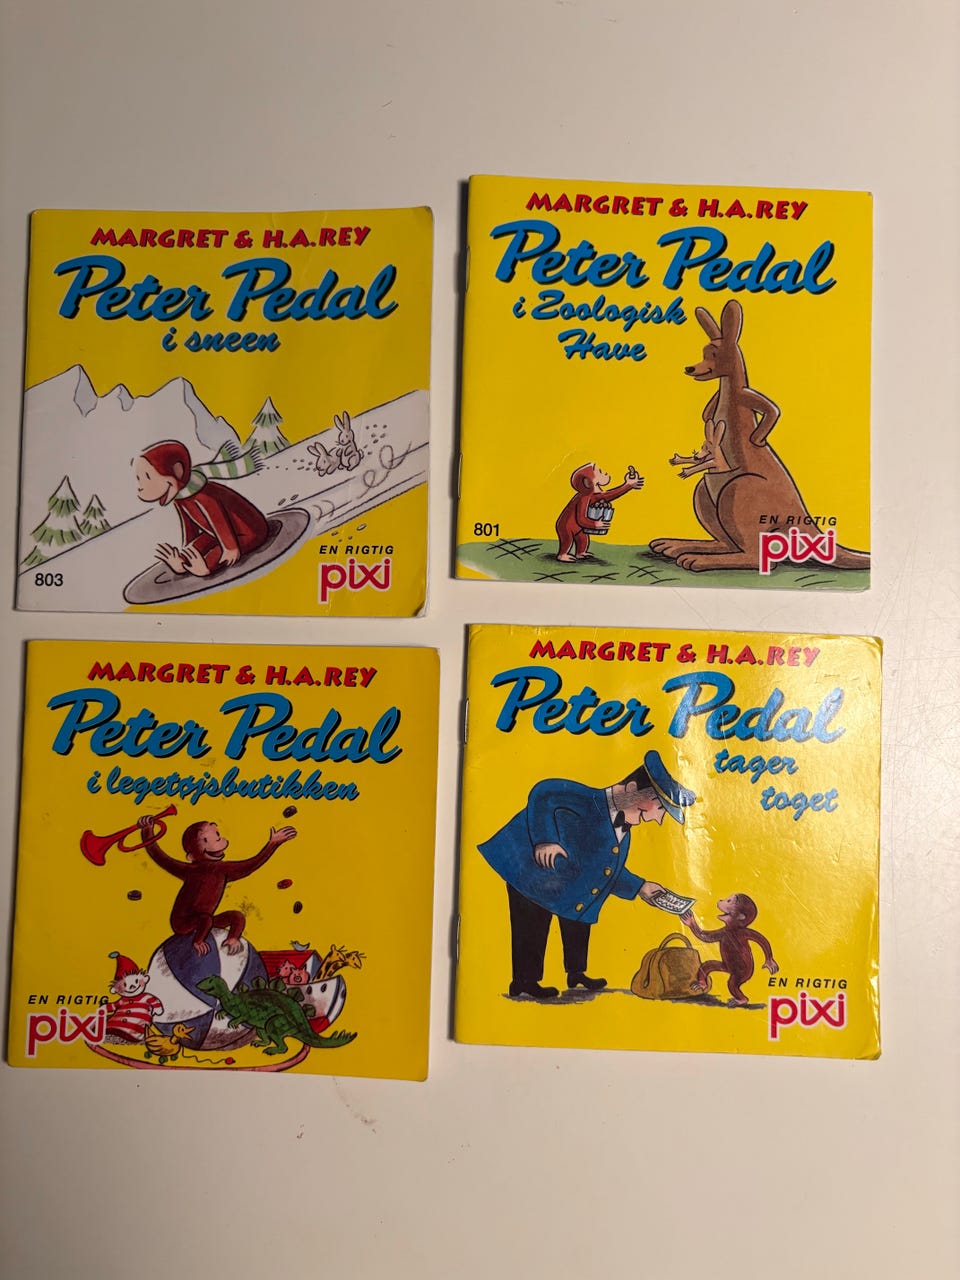 MARGRET & H.A.REY
Peter Pedal
i sneen
803
EN RIGTIG
pixi
MARGRET & H.A.REY
Peter Pedal
i Zoologisk
Have
801
EN RIGTIG
pixi
MARGRET & H.A.REY
Peter Pedal
i legetøjsbutikken
EN RIGTIG
pixi
MARGRET & H.A.REY
Peter Pedal
tager
toget
EN RIGTIG
pixi